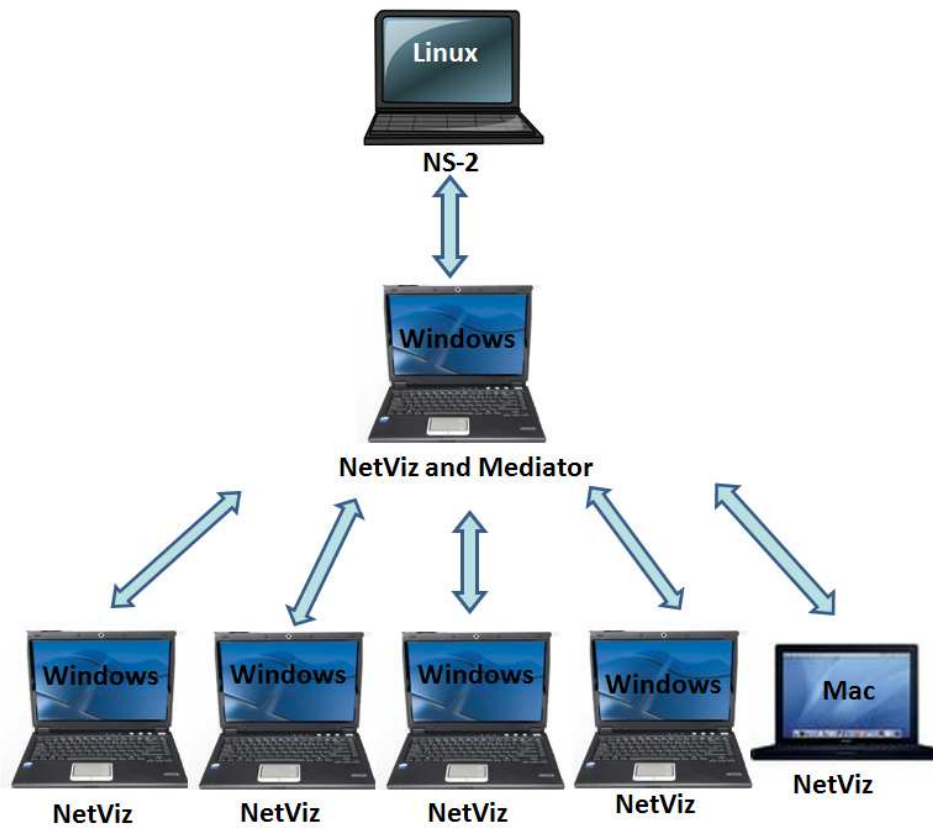 Linux
NS-2
Windows
NetViz and Mediator
Windows
Windows
Windows
Windows
Mac
NetViz
NetViz
NetViz
NetViz
NetViz